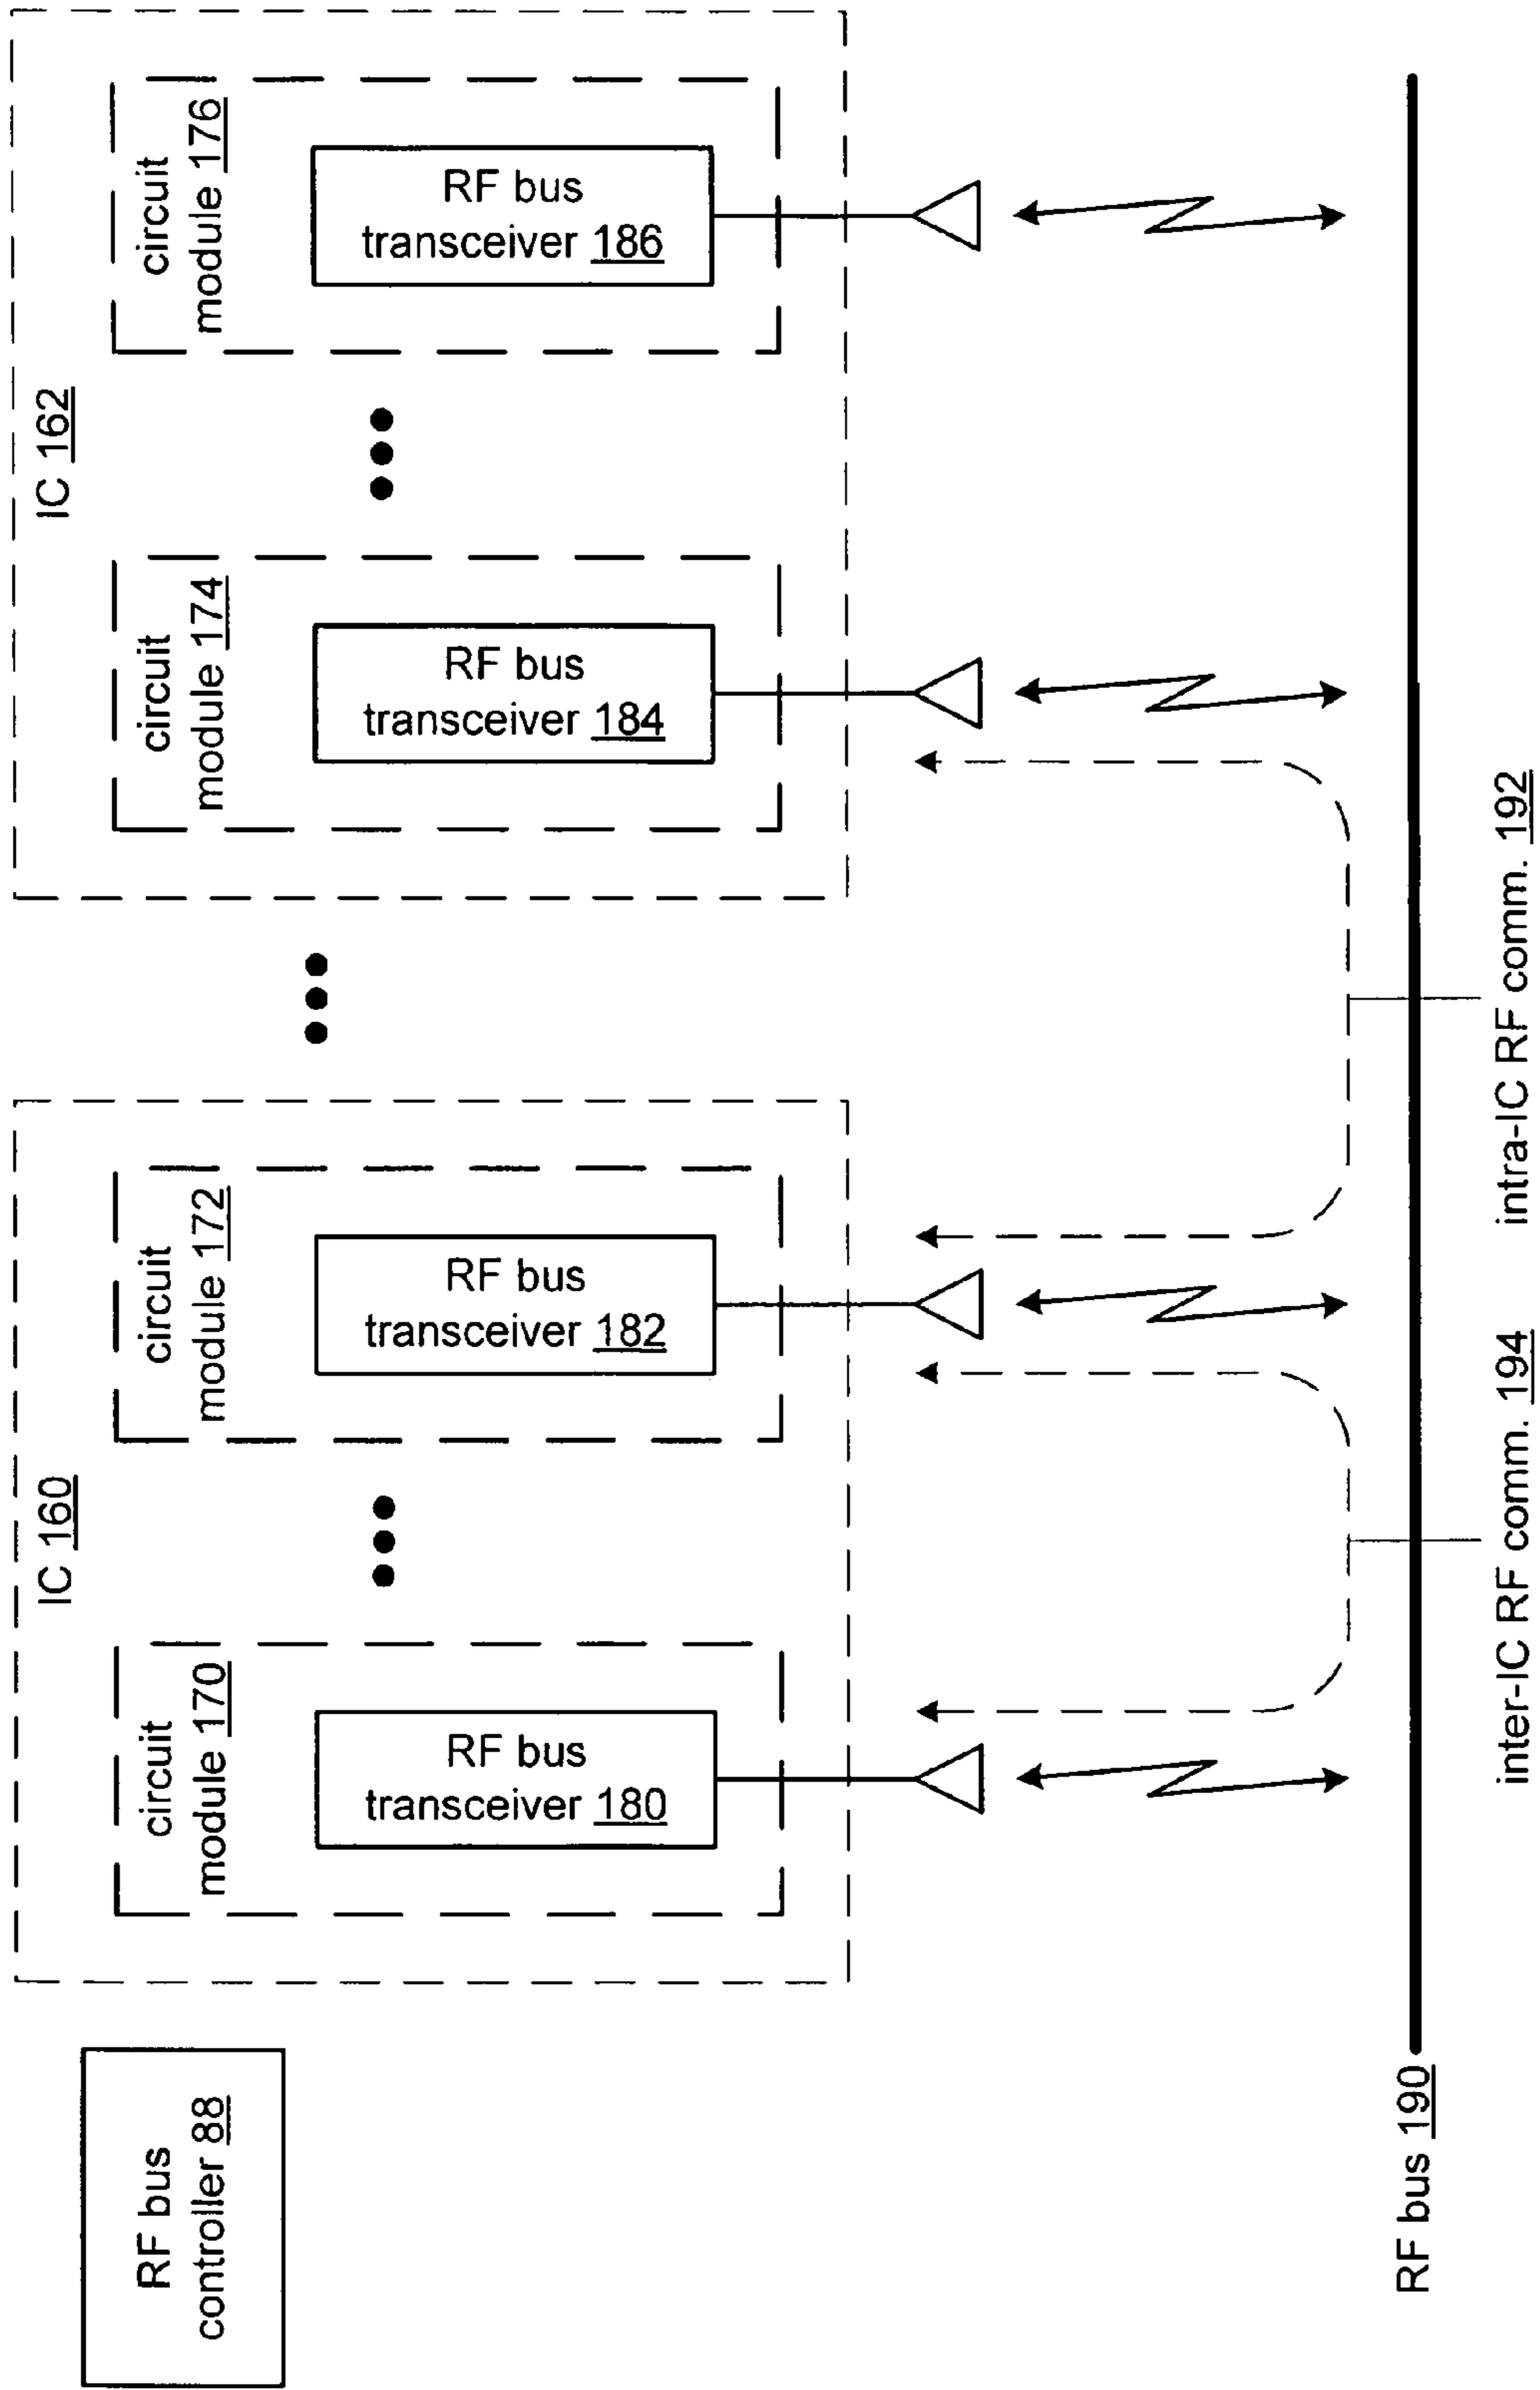 RF bus
controller 88
IC 160
circuit
module 170
RF bus
transceiver 180
circuit
module 172
RF bus
transceiver 182
IC 162
circuit
module 174
RF bus
transceiver 184
circuit
module 176
RF bus
transceiver 186
RF bus 190
inter-IC RF comm. 194
intra-IC RF comm. 192